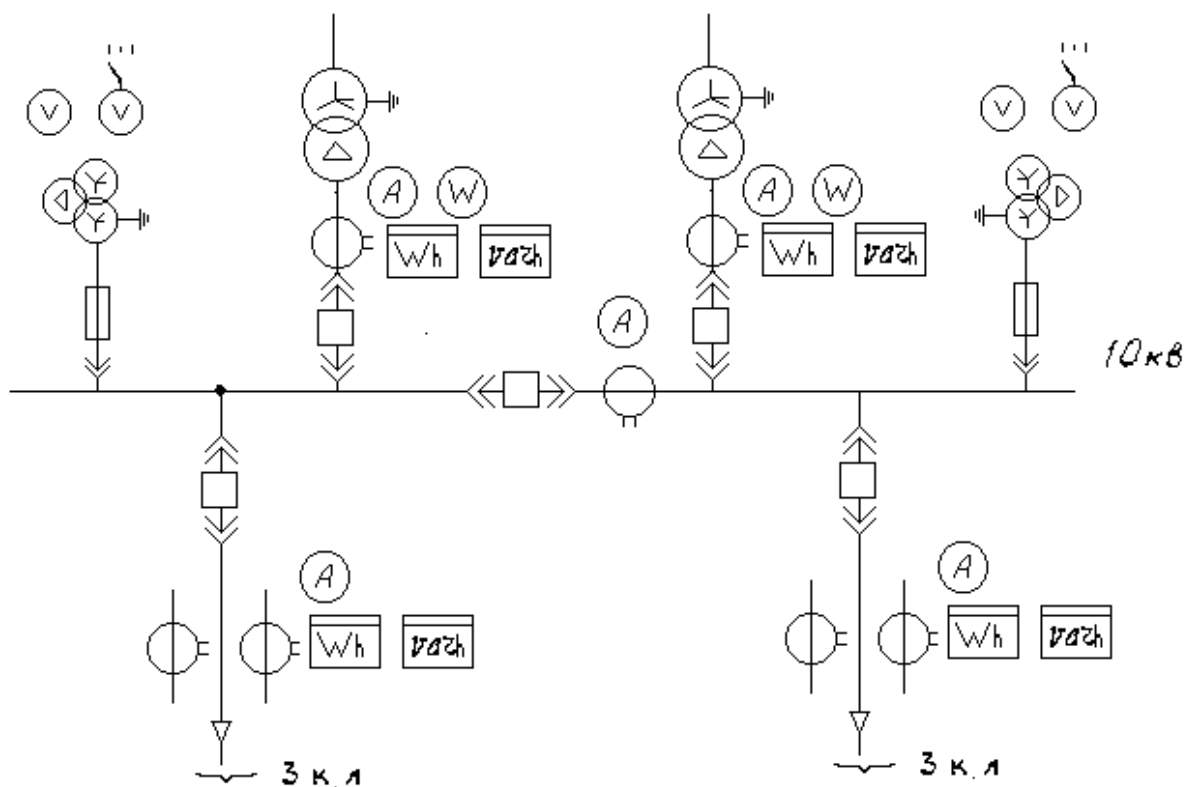 V V
V V
A W
A W
Wh varh
Wh varh
A
10кв
A
A
Wh varh
Wh varh
3 к.л
3 к.л